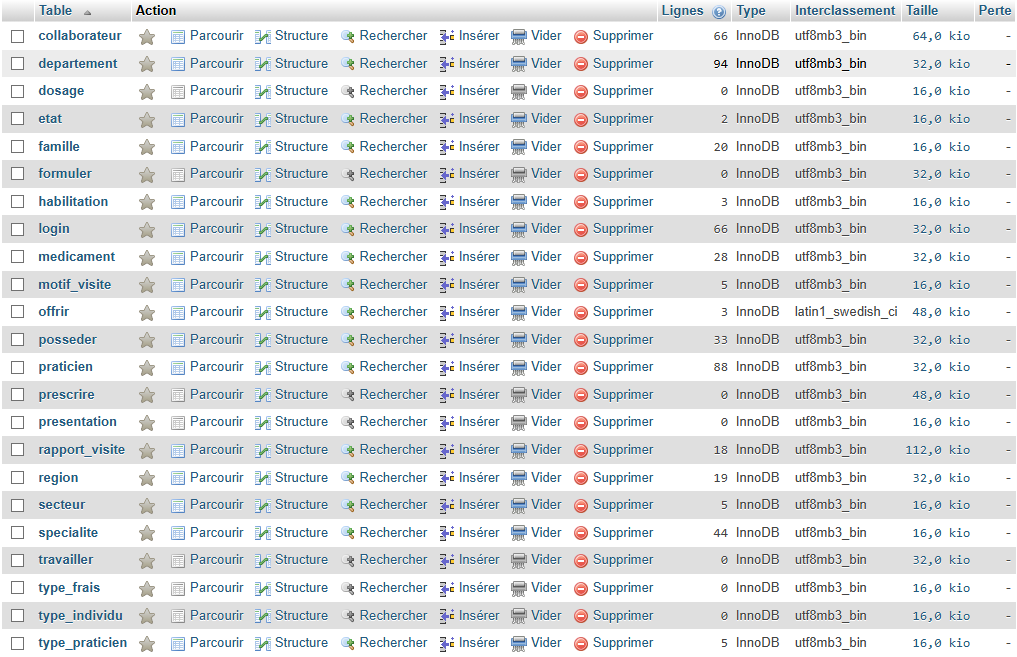 Table Action Lignes Type Interclassement Taille Perte
collaborateur Parcourir Structure Rechercher Insérer Vider Supprimer 66 InnoDB utf8mb3_bin 64,0 kio -
departement Parcourir Structure Rechercher Insérer Vider Supprimer 94 InnoDB utf8mb3_bin 32,0 kio -
dosage Parcourir Structure Rechercher Insérer Vider Supprimer 0 InnoDB utf8mb3_bin 16,0 kio -
etat Parcourir Structure Rechercher Insérer Vider Supprimer 2 InnoDB utf8mb3_bin 16,0 kio -
famille Parcourir Structure Rechercher Insérer Vider Supprimer 20 InnoDB utf8mb3_bin 16,0 kio -
formuler Parcourir Structure Rechercher Insérer Vider Supprimer 0 InnoDB utf8mb3_bin 32,0 kio -
habilitation Parcourir Structure Rechercher Insérer Vider Supprimer 3 InnoDB utf8mb3_bin 16,0 kio -
login Parcourir Structure Rechercher Insérer Vider Supprimer 66 InnoDB utf8mb3_bin 32,0 kio -
medicament Parcourir Structure Rechercher Insérer Vider Supprimer 28 InnoDB utf8mb3_bin 32,0 kio -
motif_visite Parcourir Structure Rechercher Insérer Vider Supprimer 5 InnoDB utf8mb3_bin 16,0 kio -
offrir Parcourir Structure Rechercher Insérer Vider Supprimer 3 InnoDB latin1_swedish_ci 48,0 kio -
posseder Parcourir Structure Rechercher Insérer Vider Supprimer 33 InnoDB utf8mb3_bin 32,0 kio -
praticien Parcourir Structure Rechercher Insérer Vider Supprimer 88 InnoDB utf8mb3_bin 32,0 kio -
prescrire Parcourir Structure Rechercher Insérer Vider Supprimer 0 InnoDB utf8mb3_bin 48,0 kio -
presentation Parcourir Structure Rechercher Insérer Vider Supprimer 0 InnoDB utf8mb3_bin 16,0 kio -
rapport_visite Parcourir Structure Rechercher Insérer Vider Supprimer 18 InnoDB utf8mb3_bin 112,0 kio -
region Parcourir Structure Rechercher Insérer Vider Supprimer 19 InnoDB utf8mb3_bin 32,0 kio -
secteur Parcourir Structure Rechercher Insérer Vider Supprimer 5 InnoDB utf8mb3_bin 16,0 kio -
specialite Parcourir Structure Rechercher Insérer Vider Supprimer 44 InnoDB utf8mb3_bin 16,0 kio -
travailler Parcourir Structure Rechercher Insérer Vider Supprimer 0 InnoDB utf8mb3_bin 32,0 kio -
type_frais Parcourir Structure Rechercher Insérer Vider Supprimer 0 InnoDB utf8mb3_bin 16,0 kio -
type_individu Parcourir Structure Rechercher Insérer Vider Supprimer 0 InnoDB utf8mb3_bin 16,0 kio -
type_praticien Parcourir Structure Rechercher Insérer Vider Supprimer 5 InnoDB utf8mb3_bin 16,0 kio -